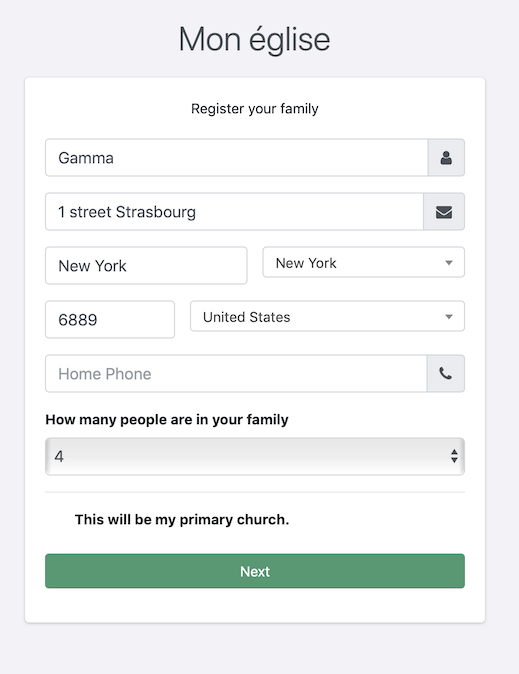 Mon église
Register your family
Gamma
1 street Strasbourg
New York
New York
6889
United States
Home Phone
How many people are in your family
4
This will be my primary church.
Next